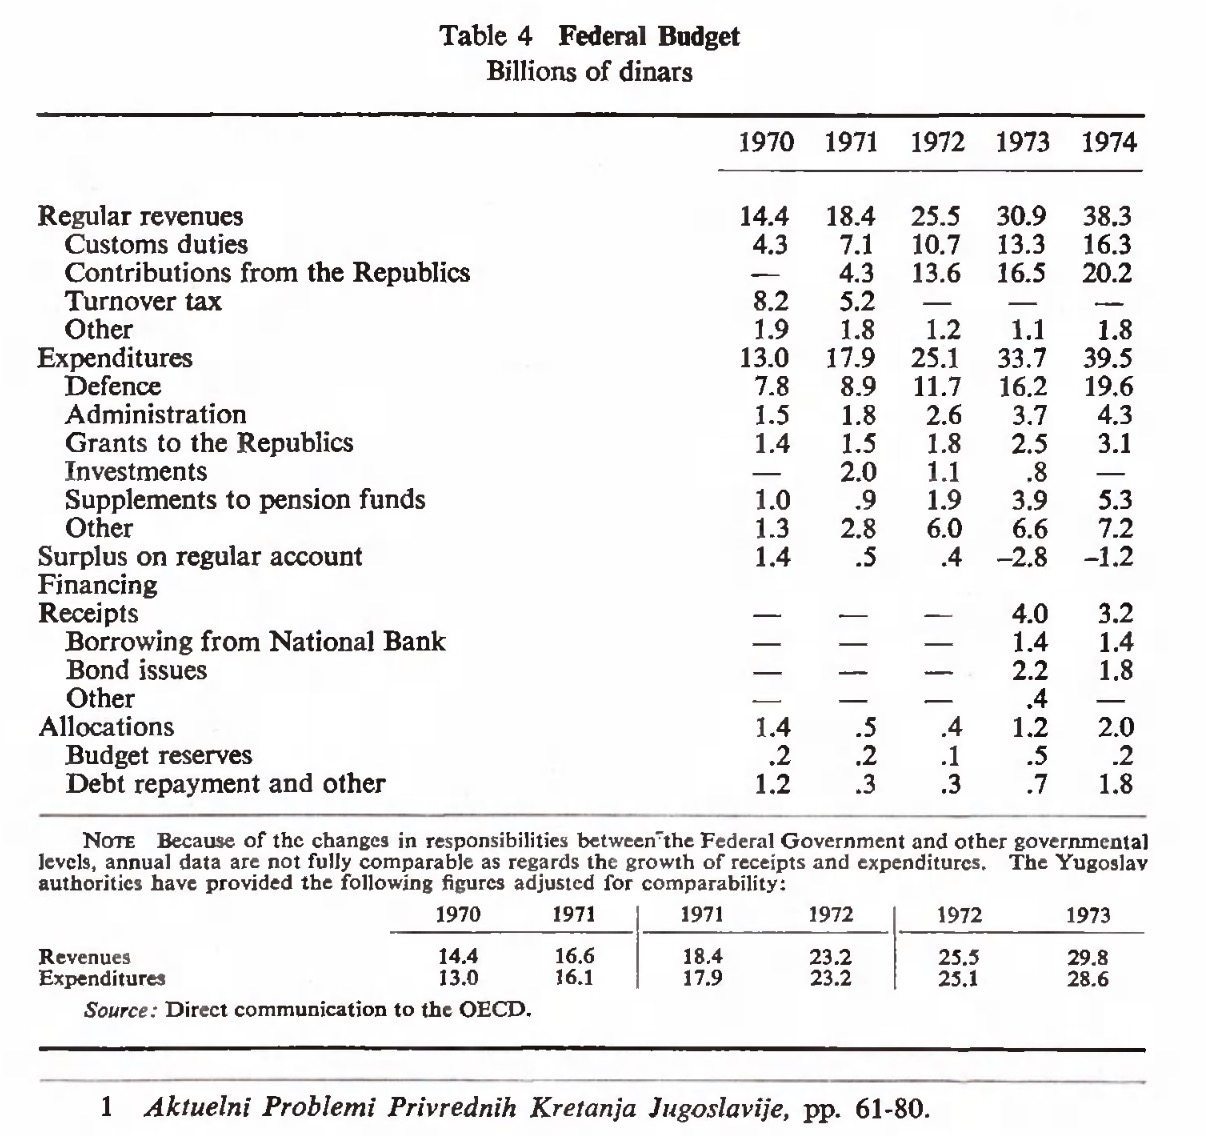 Table 4 Federal Budget
Billions of dinars
1970 1971 1972 1973 1974
Regular revenues 14.4 18.4 25.5 30.9 38.3
Customs duties 4.3 7.1 10.7 13.3 16.3
Contributions from the Republics — 4.3 13.6 16.5 20.2
Turnover tax 8.2 5.2 — — —
Other 1.9 1.8 1.2 1.1 1.8
Expenditures 13.0 17.9 25.1 33.7 39.5
Defence 7.8 8.9 11.7 16.2 19.6
Administration 1.5 1.8 2.6 3.7 4.3
Grants to the Republics 1.4 1.5 1.8 2.5 3.1
Investments — 2.0 1.1 .8 —
Supplements to pension funds 1.0 .9 1.9 3.9 5.3
Other 1.3 2.8 6.0 6.6 7.2
Surplus on regular account 1.4 .5 .4 –2.8 –1.2
Financing
Receipts — — — 4.0 3.2
Borrowing from National Bank — — — 1.4 1.4
Bond issues — — — 2.2 1.8
Other — — — .4 —
Allocations 1.4 .5 .4 1.2 2.0
Budget reserves .2 .2 .1 .5 .2
Debt repayment and other 1.2 .3 .3 .7 1.8
NOTE Because of the changes in responsibilities between the Federal Government and other governmental
levels, annual data are not fully comparable as regards the growth of receipts and expenditures. The Yugoslav
authorities have provided the following figures adjusted for comparability:
1970 1971 1971 1972 1972 1973
Revenues 14.4 16.6 18.4 23.2 25.5 29.8
Expenditures 13.0 16.1 17.9 23.2 25.1 28.6
Source: Direct communication to the OECD.
1 Aktuelni Problemi Privrednih Kretanja Jugoslavije, pp. 61-80.